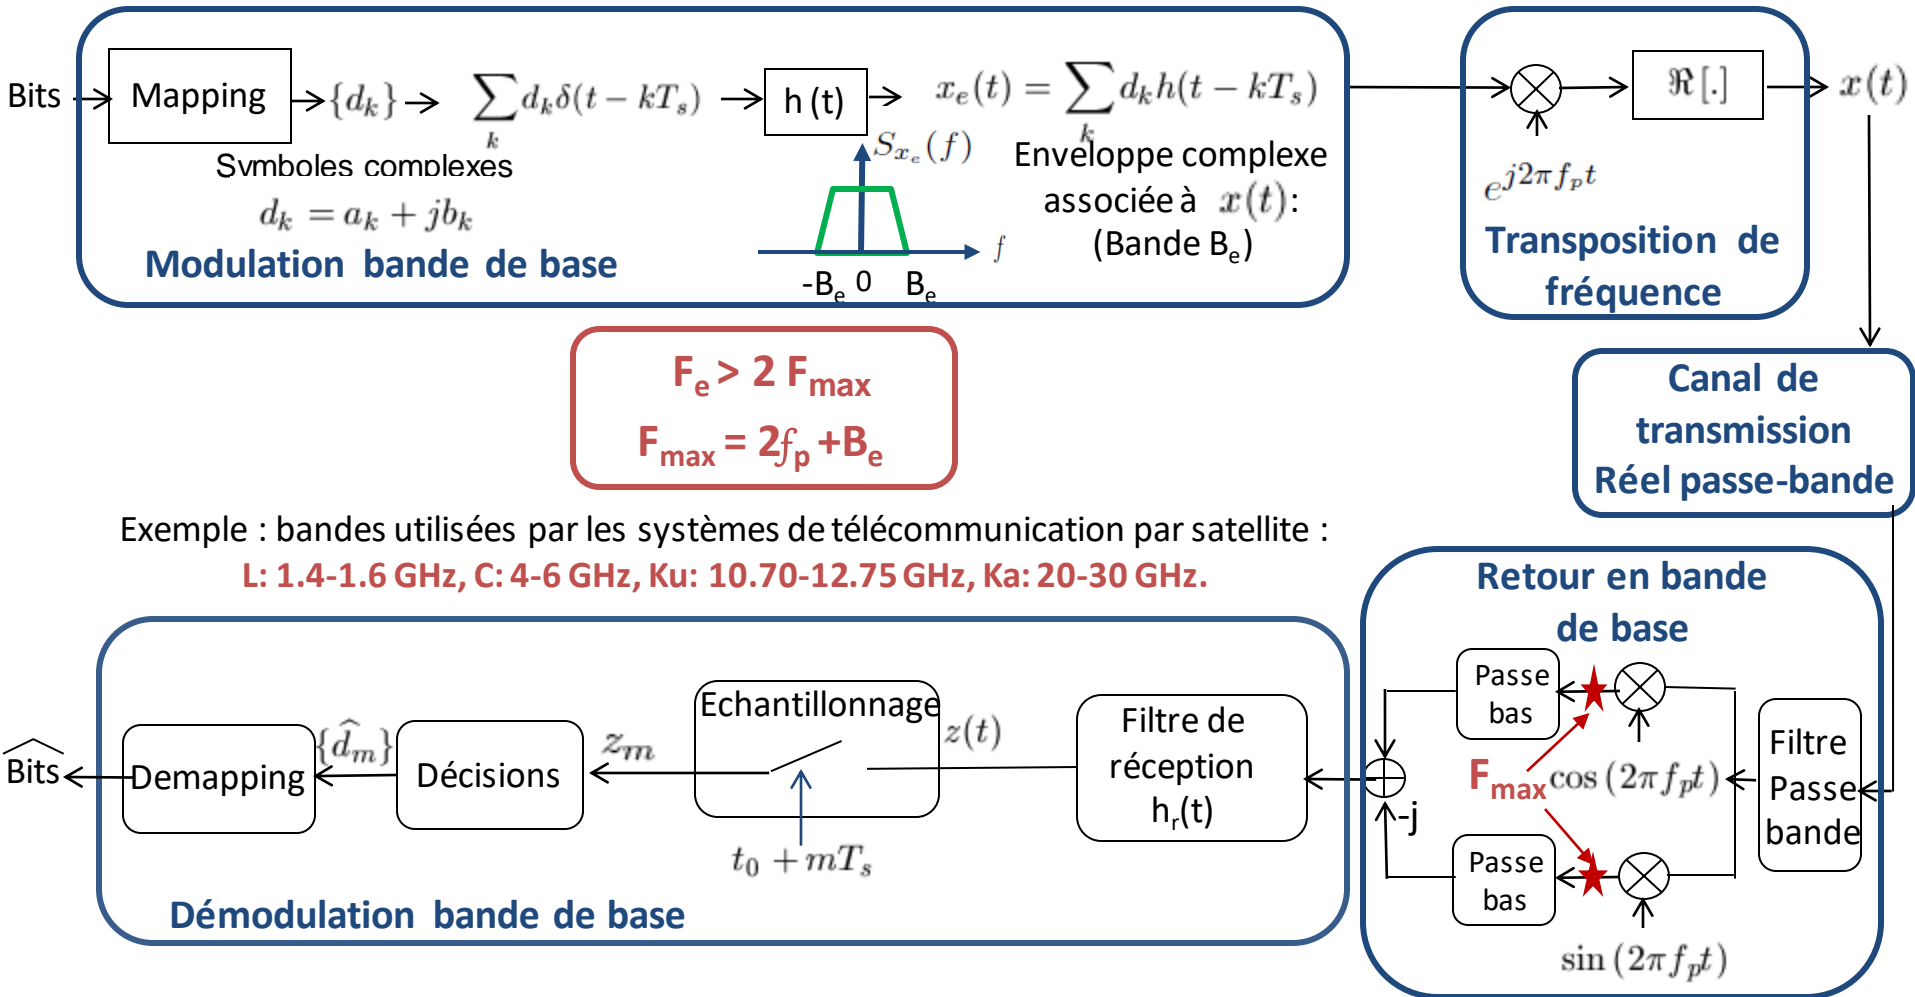 Bits
Mapping
{d_k}
∑_k d_k δ(t − kT_s)
h (t)
x_e(t) = ∑_k d_k h(t − kT_s)
ℜ[.]
x(t)
Symboles complexes
d_k = a_k + jb_k
Modulation bande de base
S_{x_e}(f)
f
-B_e 0 B_e
Enveloppe complexe
associée à x(t):
(Bande B_e)
e^{j2πf_pt}
Transposition de
fréquence
F_e > 2 F_max
F_max = 2f_p +B_e
Canal de
transmission
Réel passe-bande
Exemple : bandes utilisées par les systèmes de télécommunication par satellite :
L: 1.4-1.6 GHz, C: 4-6 GHz, Ku: 10.70-12.75 GHz, Ka: 20-30 GHz.
Retour en bande
de base
Passe
bas
F_max
cos (2πf_pt)
Filtre
Passe
bande
-j
Passe
bas
sin (2πf_pt)
Filtre de
réception
h_r(t)
z(t)
Echantillonnage
t_0 + mT_s
z_m
Décisions
{\widehat{d}_m}
Demapping
\widehat{Bits}
Démodulation bande de base